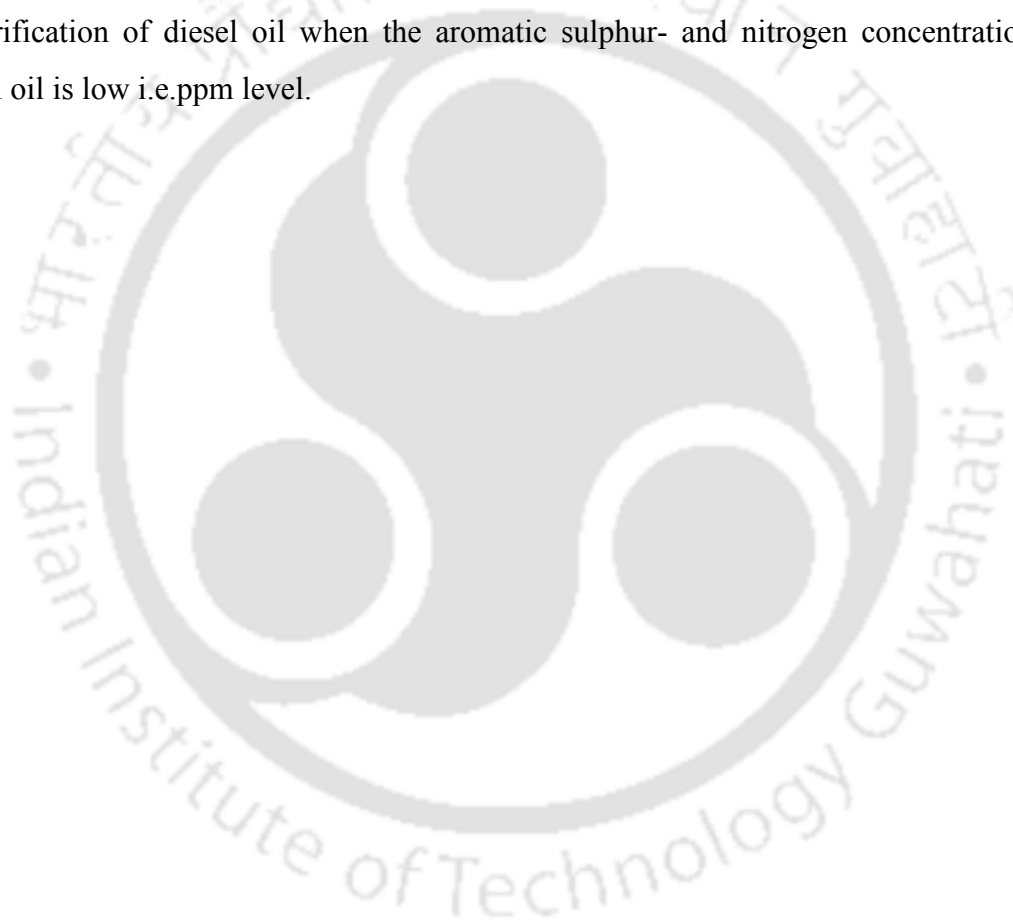 rification of diesel oil when the aromatic sulphur- and nitrogen concentratio
l oil is low i.e.ppm level.
भारतीय
गुवाहाटी
Indian Institute of Technology Guwahati